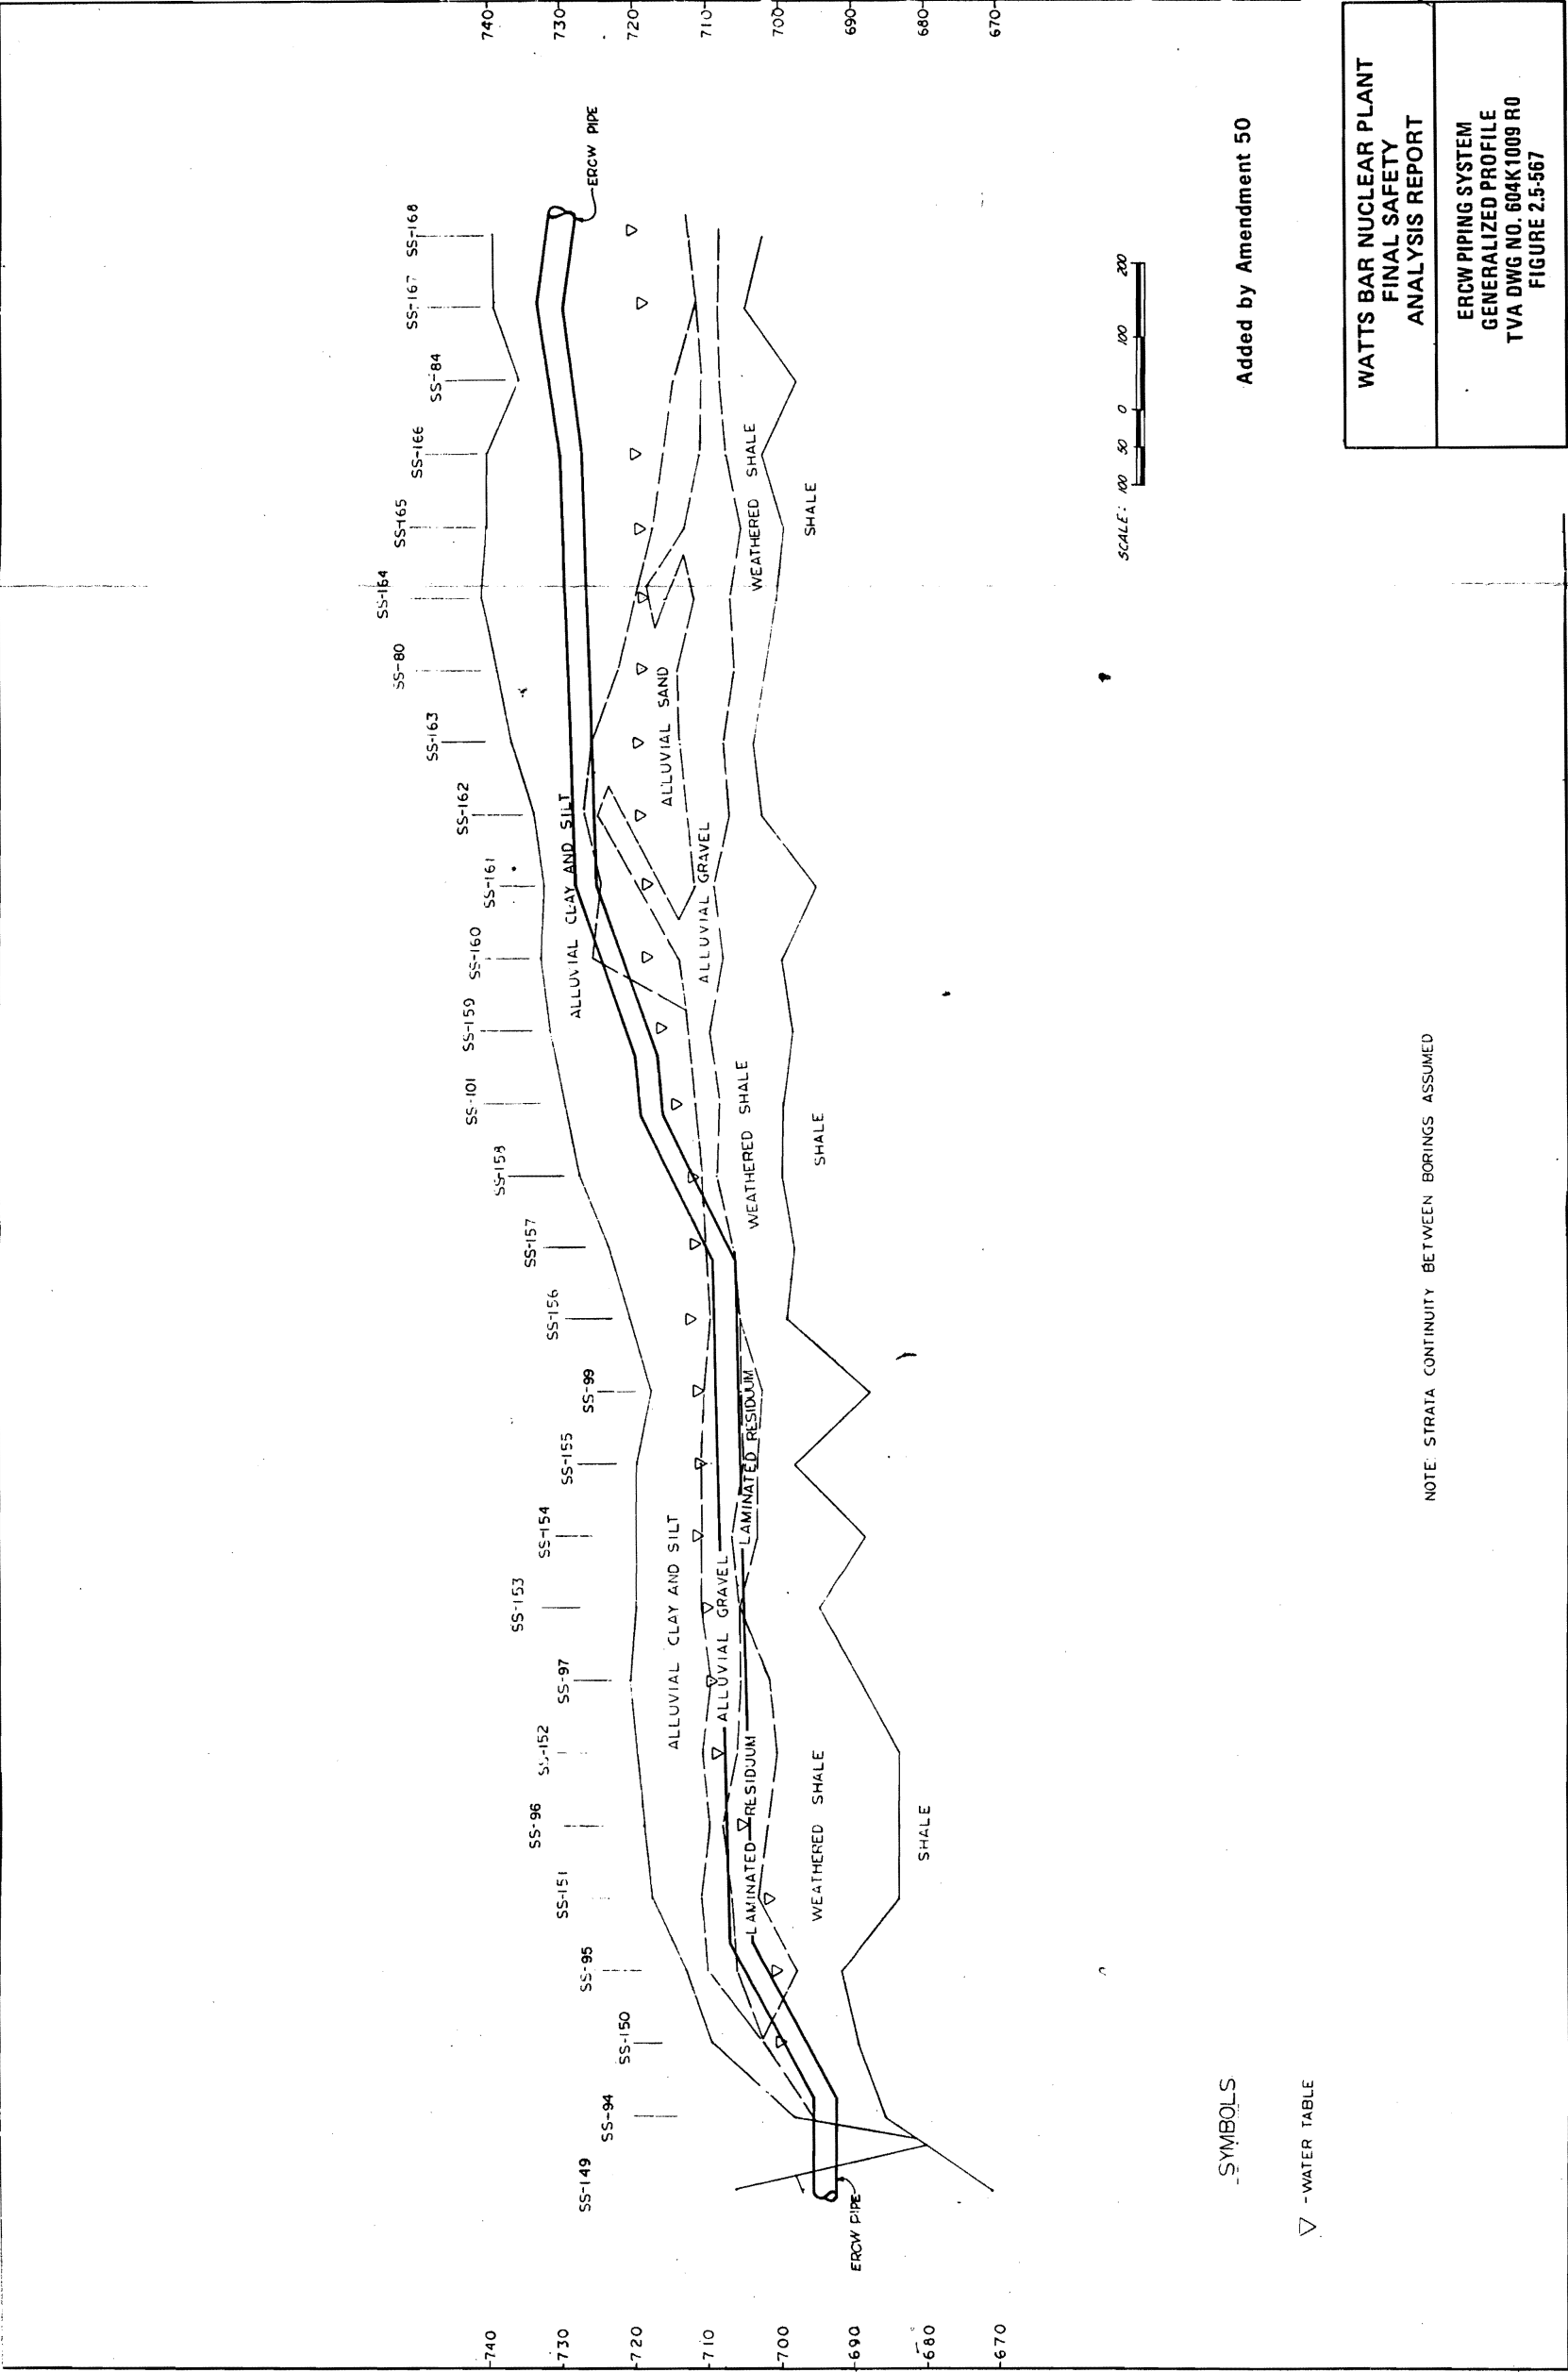 SS-149
SS-94
SS-150
SS-95
SS-151
SS-96
SS-152
SS-97
SS-153
SS-154
SS-155
SS-99
SS-156
SS-157
SS-158
SS-101
SS-159
SS-160
SS-161
SS-162
SS-163
SS-80
SS-164
SS-165
SS-166
SS-84
SS-167
SS-168
-740
-730
-720
-710
-700
-690
-680
-670
740-
730-
720-
710-
700-
690-
680-
670-
ERCW PIPE
ERCW PIPE
ALLUVIAL CLAY AND SILT
ALLUVIAL CLAY AND SILT
ALLUVIAL SAND
ALLUVIAL GRAVEL
ALLUVIAL GRAVEL
LAMINATED RESIDUUM
LAMINATED RESIDUUM
WEATHERED SHALE
WEATHERED SHALE
WEATHERED SHALE
SHALE
SHALE
SHALE
SCALE: 100 50 0 100 200
SYMBOLS
▽ -WATER TABLE
NOTE: STRATA CONTINUITY BETWEEN BORINGS ASSUMED
Added by Amendment 50
WATTS BAR NUCLEAR PLANT
FINAL SAFETY
ANALYSIS REPORT
ERCW PIPING SYSTEM
GENERALIZED PROFILE
TVA DWG NO. 604K1009 R0
FIGURE 2.5-567